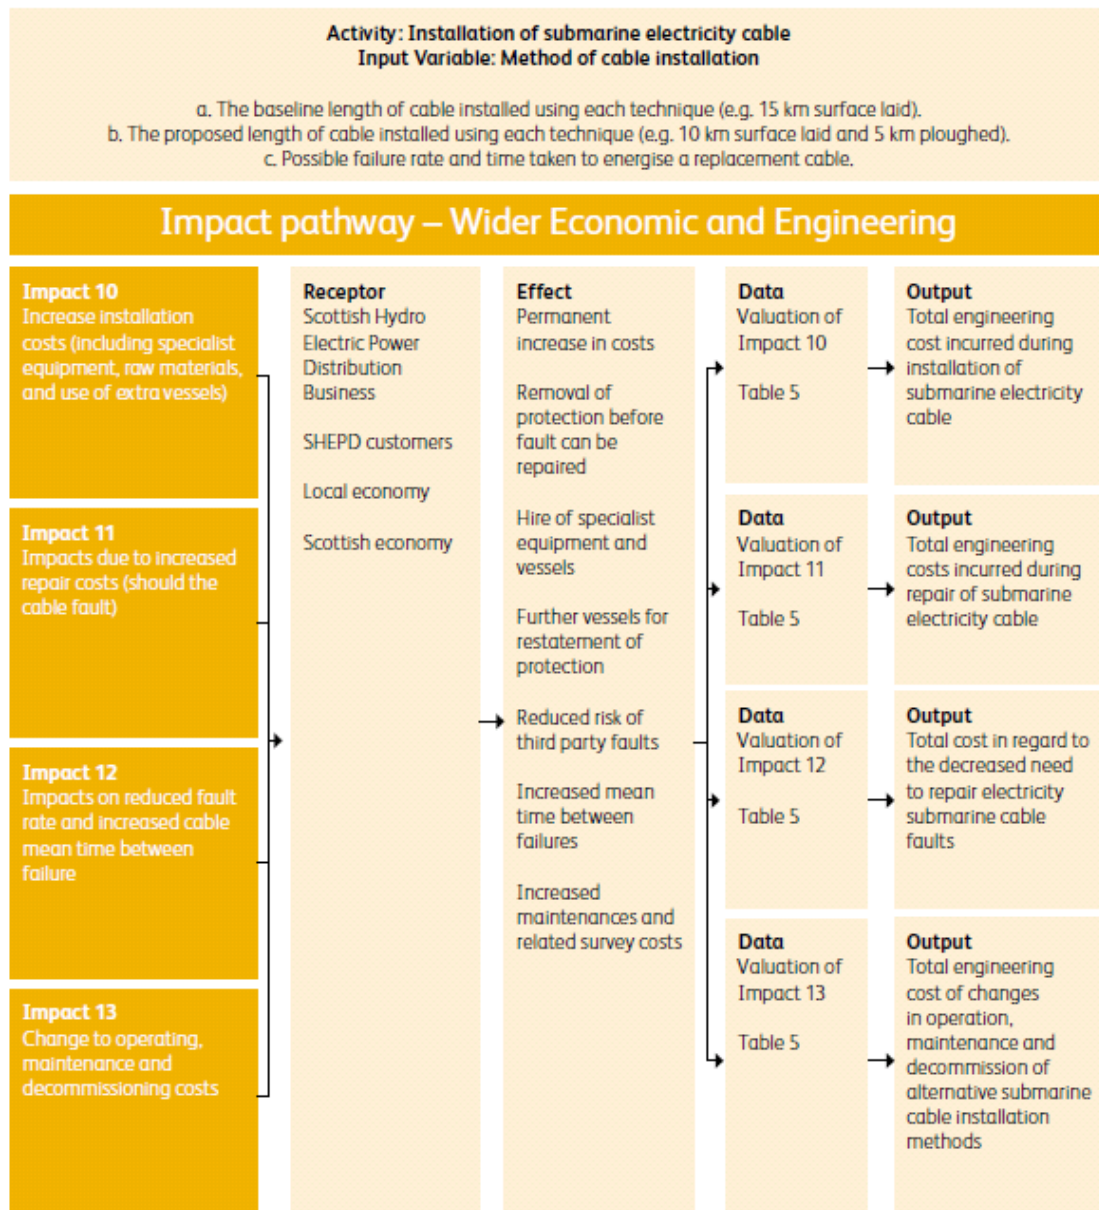 Activity: Installation of submarine electricity cable
Input Variable: Method of cable installation
a. The baseline length of cable installed using each technique (e.g. 15 km surface laid).
b. The proposed length of cable installed using each technique (e.g. 10 km surface laid and 5 km ploughed).
c. Possible failure rate and time taken to energise a replacement cable.
Impact pathway – Wider Economic and Engineering
Impact 10
Increase installation
costs (including specialist
equipment, raw materials,
and use of extra vessels)
Impact 11
Impacts due to increased
repair costs (should the
cable fault)
Impact 12
Impacts on reduced fault
rate and increased cable
mean time between
failure
Impact 13
Change to operating,
maintenance and
decommissioning costs
Receptor
Scottish Hydro
Electric Power
Distribution
Business
SHEPD customers
Local economy
Scottish economy
Effect
Permanent
increase in costs
Removal of
protection before
fault can be
repaired
Hire of specialist
equipment and
vessels
Further vessels for
restatement of
protection
Reduced risk of
third party faults
Increased mean
time between
failures
Increased
maintenances and
related survey costs
Data
Valuation of
Impact 10
Table 5
Output
Total engineering
cost incurred during
installation of
submarine electricity
cable
Data
Valuation of
Impact 11
Table 5
Output
Total engineering
costs incurred during
repair of submarine
electricity cable
Data
Valuation of
Impact 12
Table 5
Output
Total cost in regard to
the decreased need
to repair electricity
submarine cable
faults
Data
Valuation of
Impact 13
Table 5
Output
Total engineering
cost of changes
in operation,
maintenance and
decommission of
alternative submarine
cable installation
methods